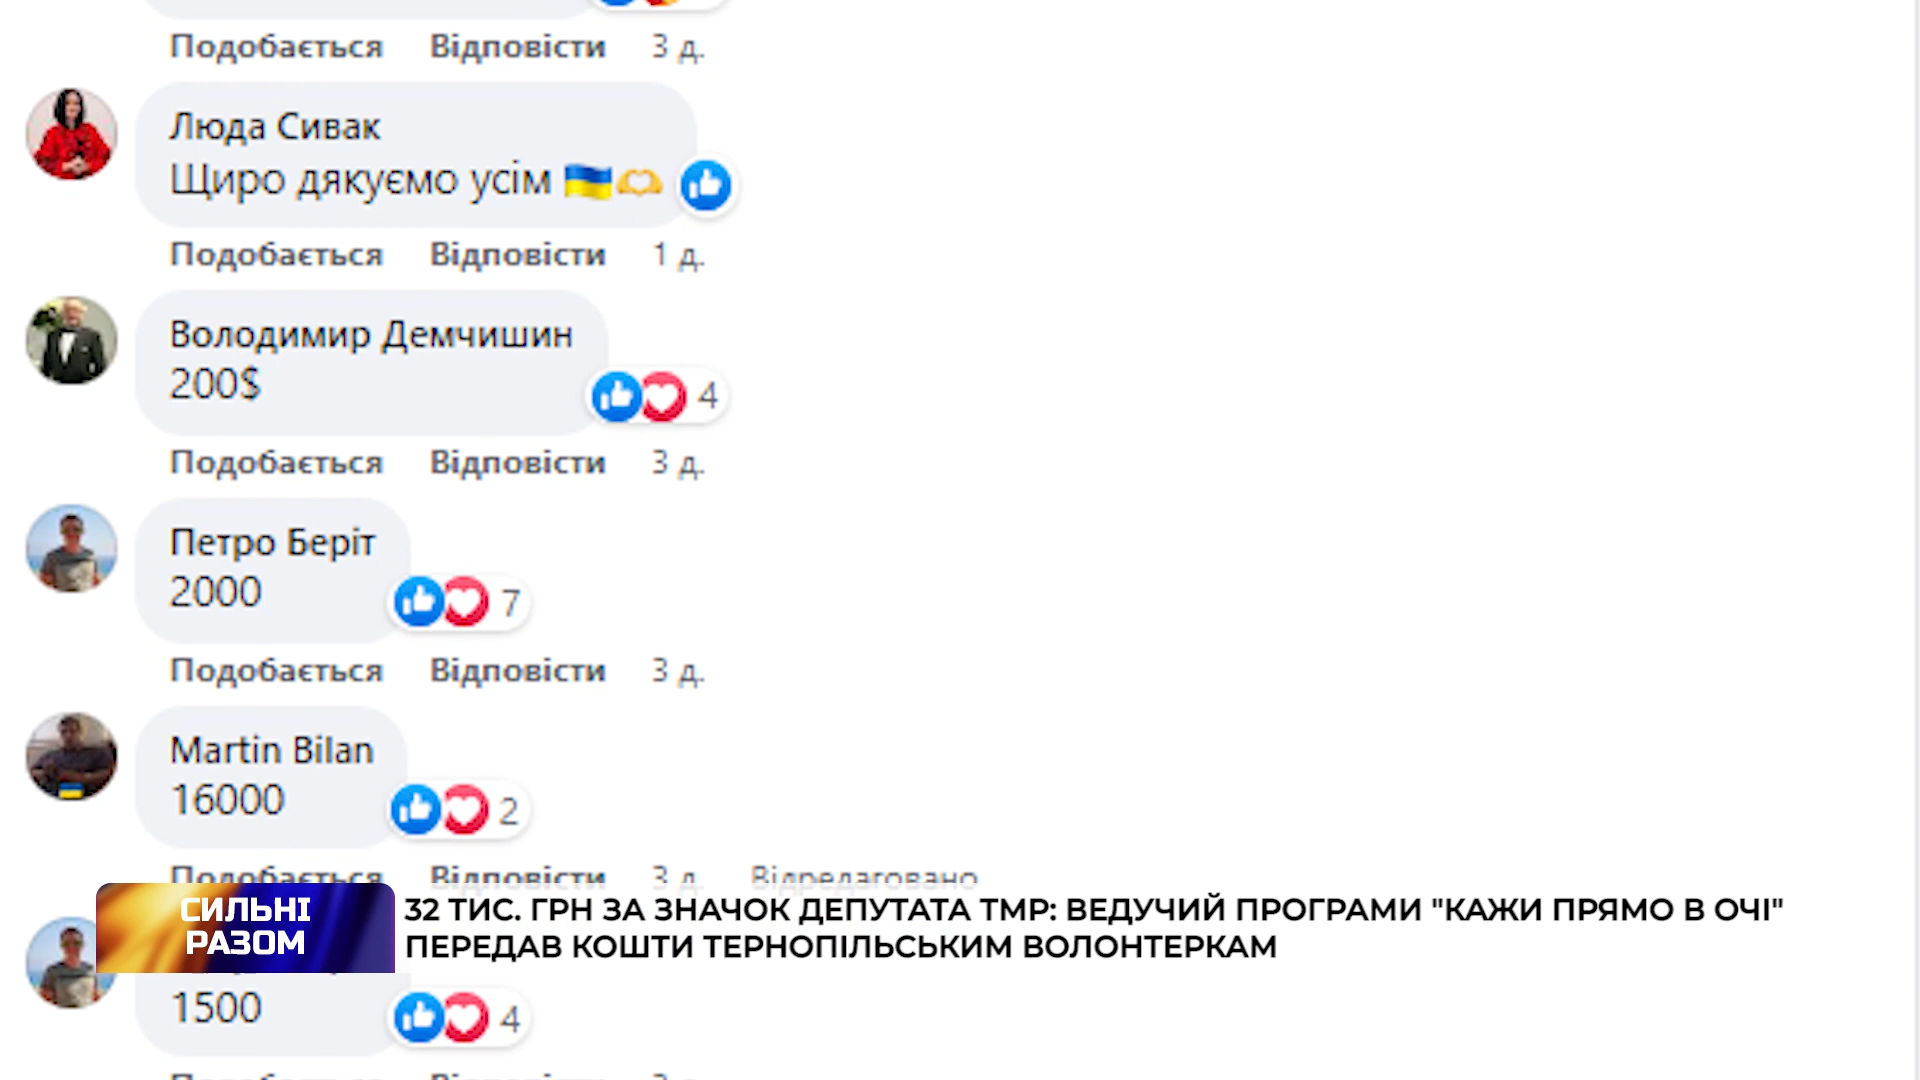 Подобається Відповісти 3 д.
Люда Сивак
Щиро дякуємо усім
Подобається Відповісти 1 д.
Володимир Демчишин
200$
4
Подобається Відповісти 3 д.
Петро Беріт
2000
7
Подобається Відповісти 3 д.
Martin Bilan
16000
2
Подобається Відповісти 3 д. Відредаговано
СИЛЬНІ
РАЗОМ
32 ТИС. ГРН ЗА ЗНАЧОК ДЕПУТАТА ТМР: ВЕДУЧИЙ ПРОГРАМИ "КАЖИ ПРЯМО В ОЧІ"
ПЕРЕДАВ КОШТИ ТЕРНОПІЛЬСЬКИМ ВОЛОНТЕРКАМ
1500
4